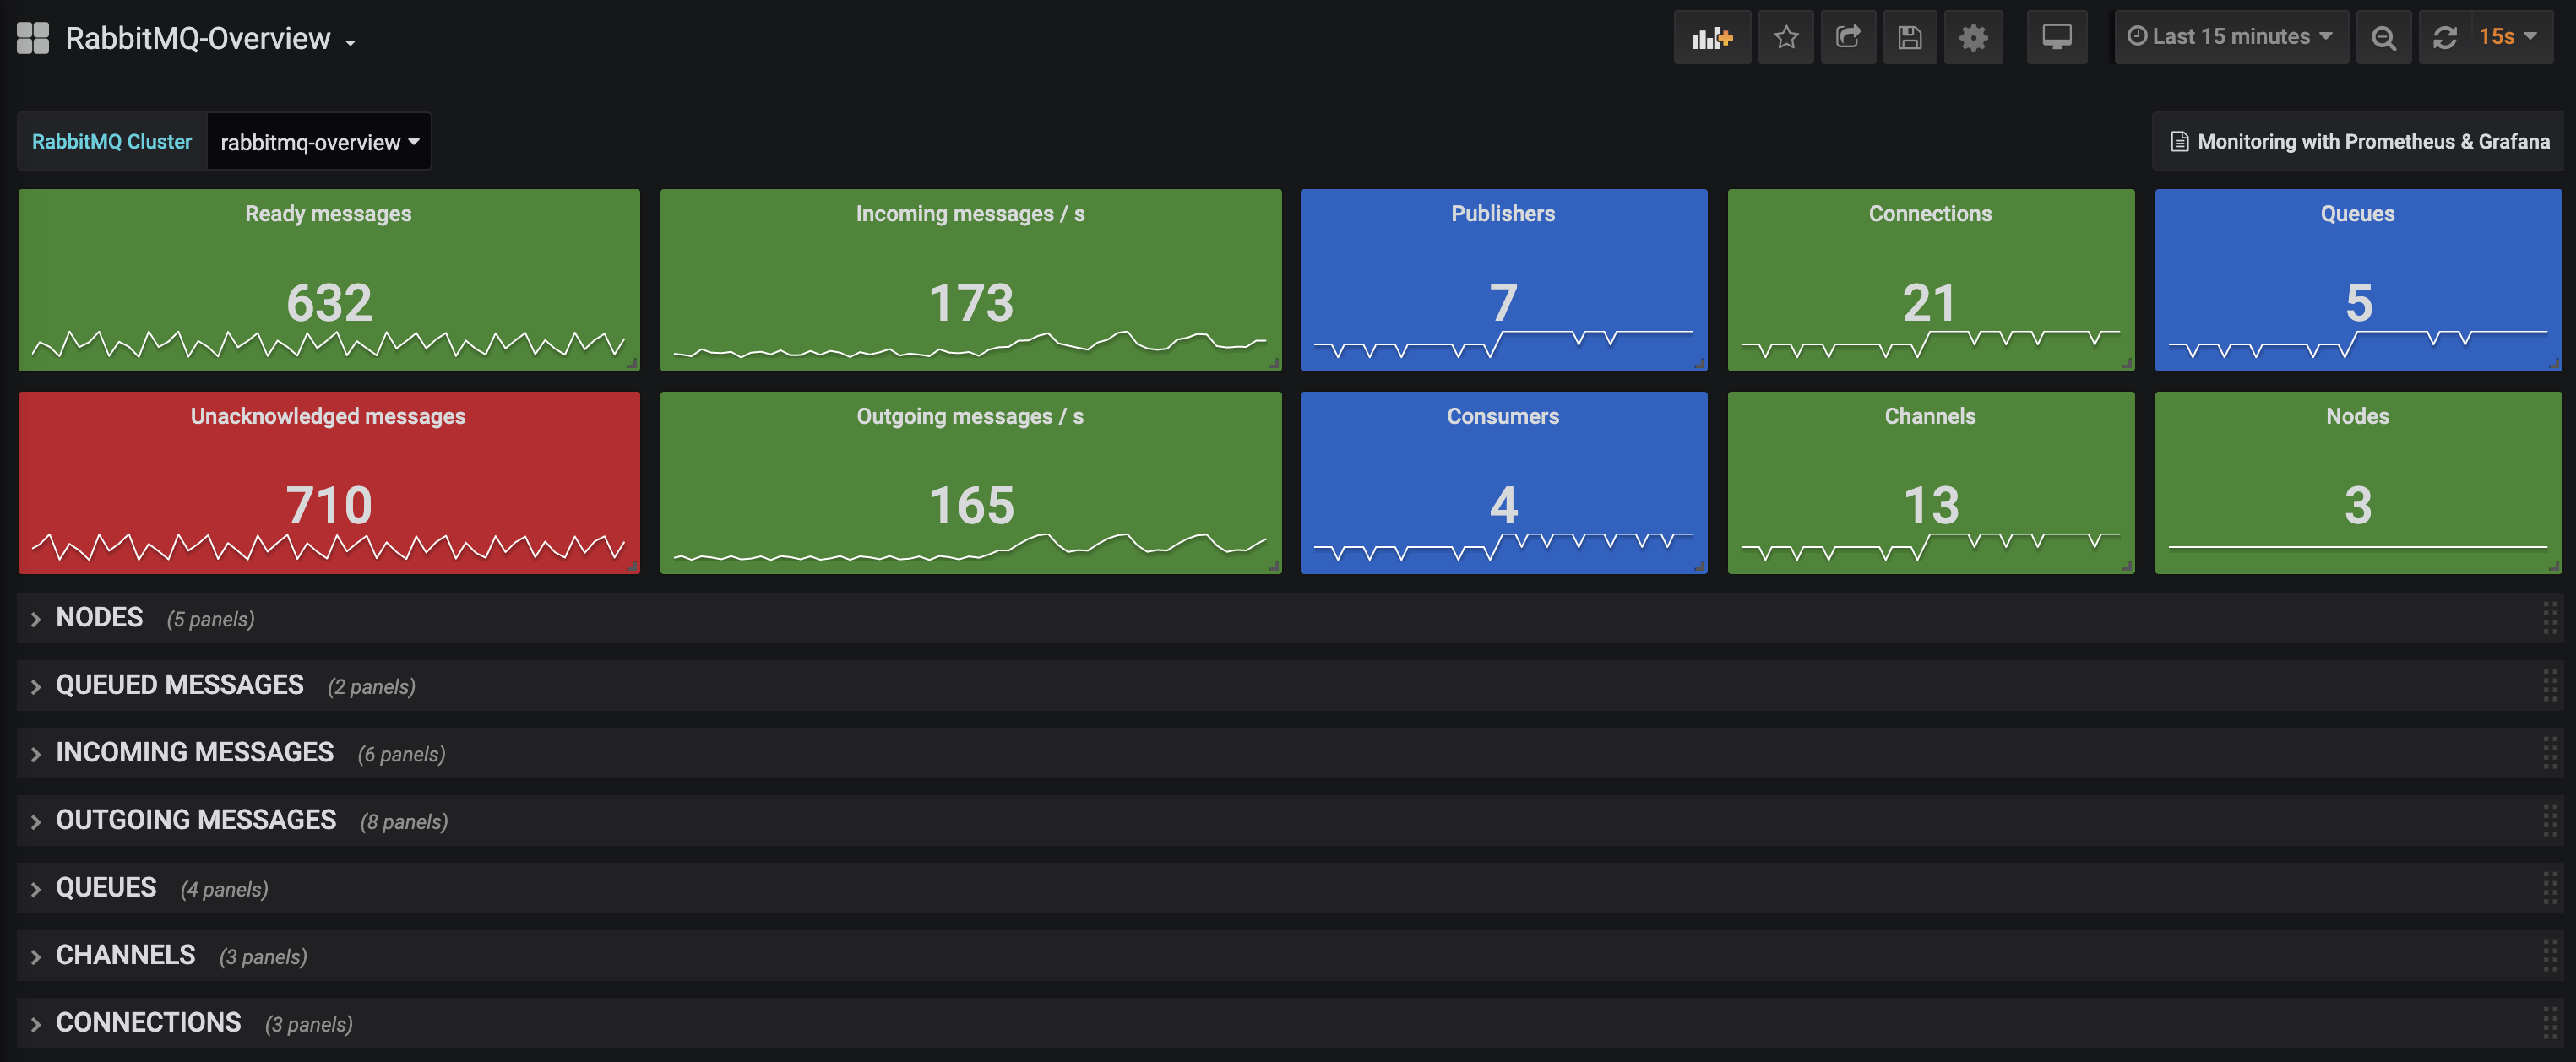 RabbitMQ-Overview
Last 15 minutes
15s
RabbitMQ Cluster rabbitmq-overview
Monitoring with Prometheus & Grafana
Ready messages
632
Incoming messages / s
173
Publishers
7
Connections
21
Queues
5
Unacknowledged messages
710
Outgoing messages / s
165
Consumers
4
Channels
13
Nodes
3
NODES (5 panels)
QUEUED MESSAGES (2 panels)
INCOMING MESSAGES (6 panels)
OUTGOING MESSAGES (8 panels)
QUEUES (4 panels)
CHANNELS (3 panels)
CONNECTIONS (3 panels)